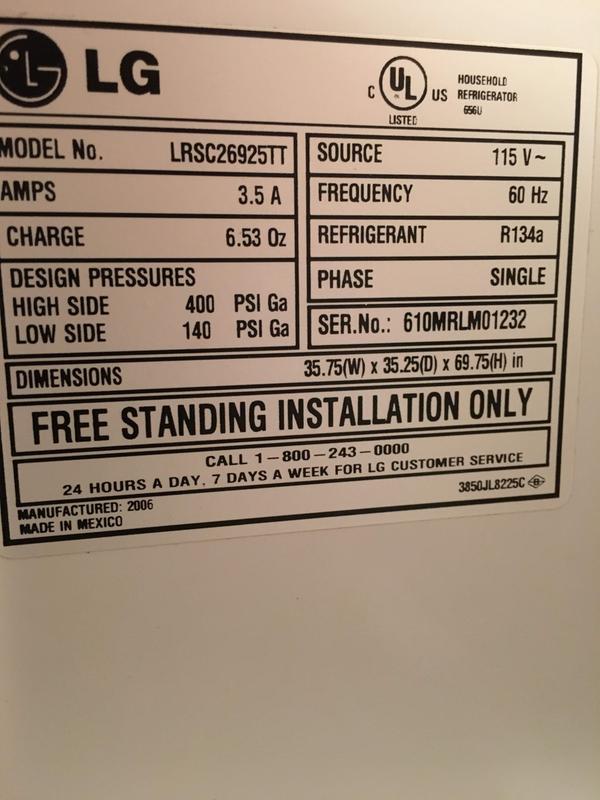 LG
C UL US
LISTED
HOUSEHOLD
REFRIGERATOR
656U
MODEL No. LRSC26925TT
AMPS 3.5 A
CHARGE 6.53 Oz
DESIGN PRESSURES
HIGH SIDE 400 PSI Ga
LOW SIDE 140 PSI Ga
SOURCE 115 V~
FREQUENCY 60 Hz
REFRIGERANT R134a
PHASE SINGLE
SER.No.: 610MRLM01232
DIMENSIONS 35.75(W) x 35.25(D) x 69.75(H) in
FREE STANDING INSTALLATION ONLY
CALL 1-800-243-0000
24 HOURS A DAY, 7 DAYS A WEEK FOR LG CUSTOMER SERVICE
MANUFACTURED: 2006
MADE IN MEXICO
3850JL8225C